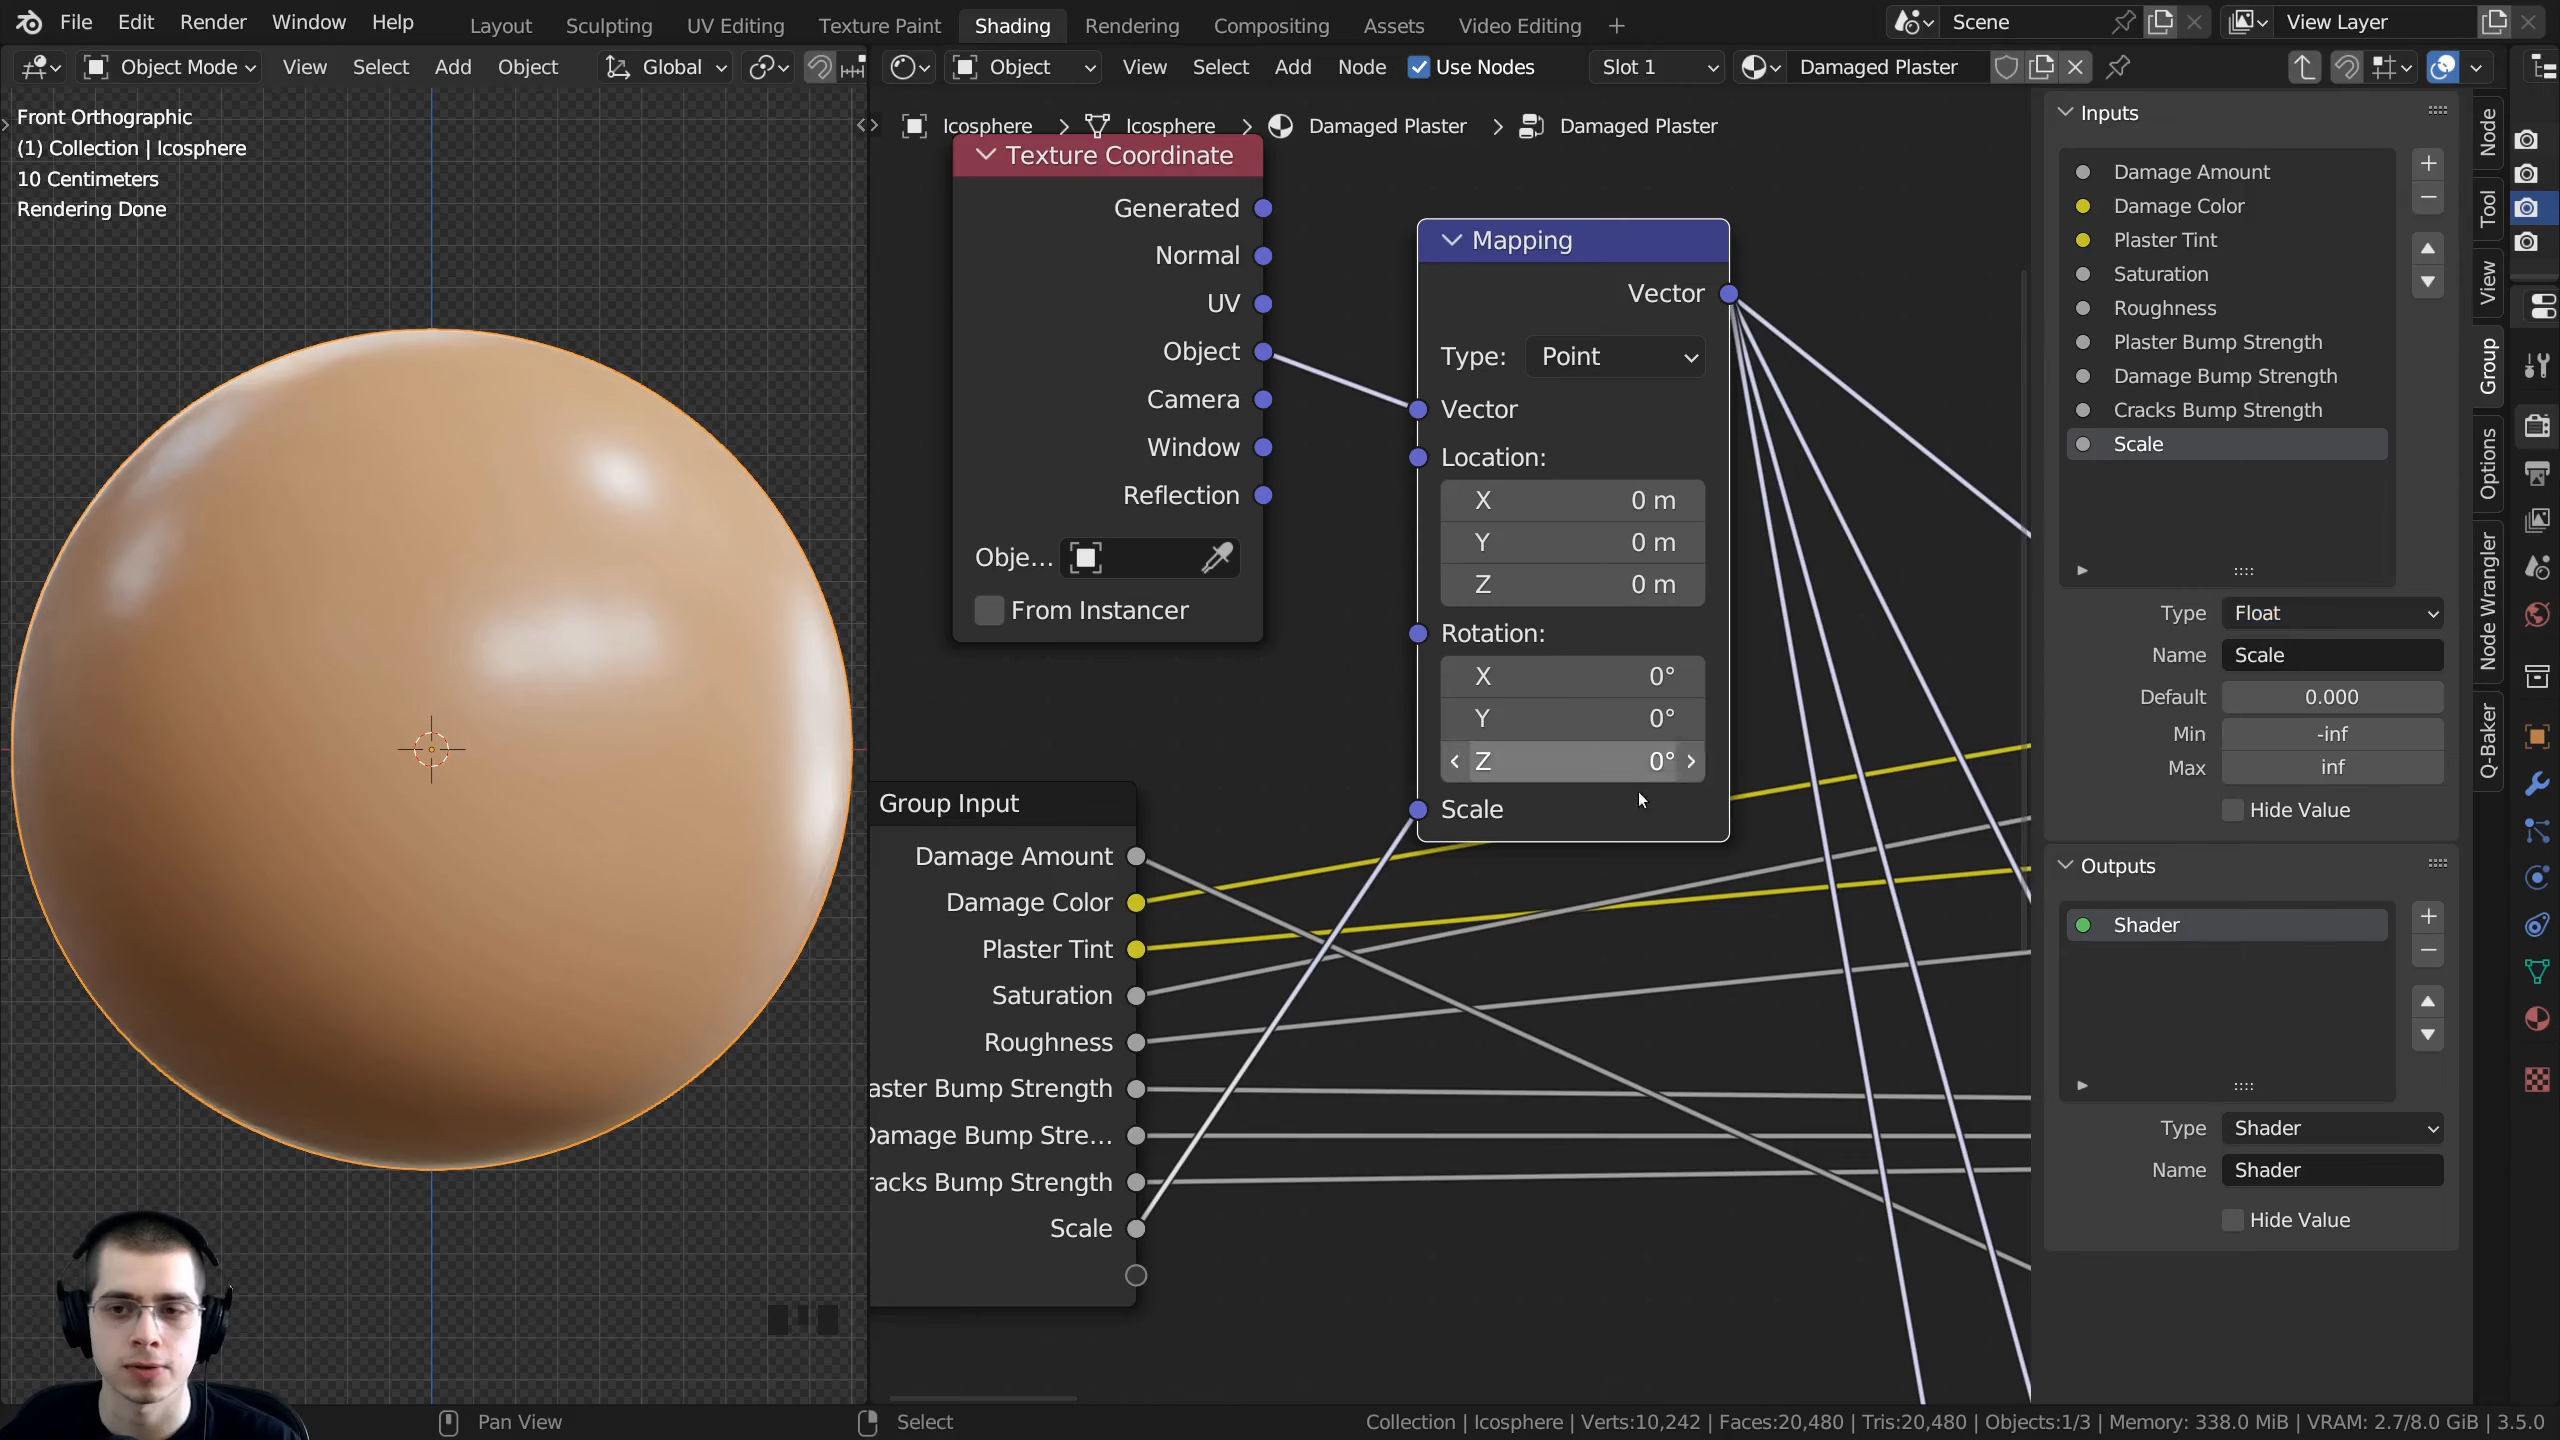 File Edit Render Window Help Layout Sculpting UV Editing Texture Paint Shading Rendering Compositing Assets Video Editing + Scene View Layer
Object Mode View Select Add Object Global Object View Select Add Node Use Nodes Slot 1 Damaged Plaster
Front Orthographic
(1) Collection | Icosphere
10 Centimeters
Rendering Done
Icosphere > Icosphere > Damaged Plaster > Damaged Plaster
Texture Coordinate
Generated
Normal
UV
Object
Camera
Window
Reflection
Obje...
From Instancer
Mapping
Vector
Type: Point
Vector
Location:
X 0 m
Y 0 m
Z 0 m
Rotation:
X 0°
Y 0°
Z 0°
Scale
Group Input
Damage Amount
Damage Color
Plaster Tint
Saturation
Roughness
aster Bump Strength
Damage Bump Stre...
racks Bump Strength
Scale
Inputs
Damage Amount
Damage Color
Plaster Tint
Saturation
Roughness
Plaster Bump Strength
Damage Bump Strength
Cracks Bump Strength
Scale
Type Float
Name Scale
Default 0.000
Min -inf
Max inf
Hide Value
Outputs
Shader
Type Shader
Name Shader
Hide Value
Node
Tool
View
Group
Options
Node Wrangler
Q-Baker
Pan View
Select
Collection | Icosphere | Verts:10,242 | Faces:20,480 | Tris:20,480 | Objects:1/3 | Memory: 338.0 MiB | VRAM: 2.7/8.0 GiB | 3.5.0